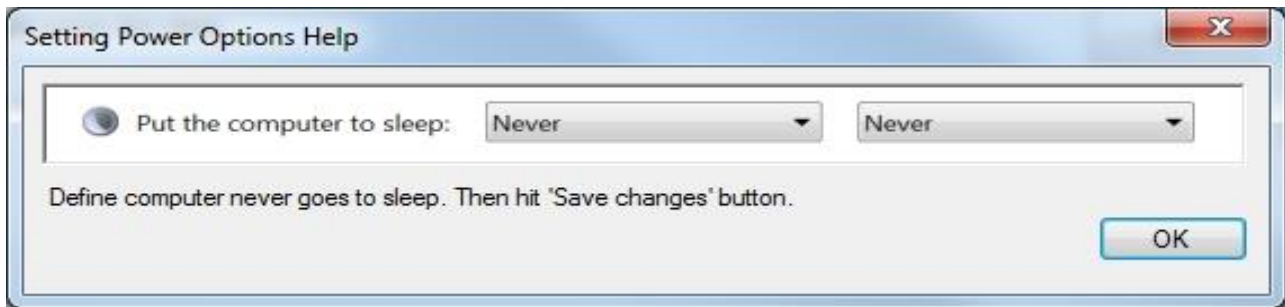 Setting Power Options Help
Put the computer to sleep: Never Never
Define computer never goes to sleep. Then hit 'Save changes' button.
OK